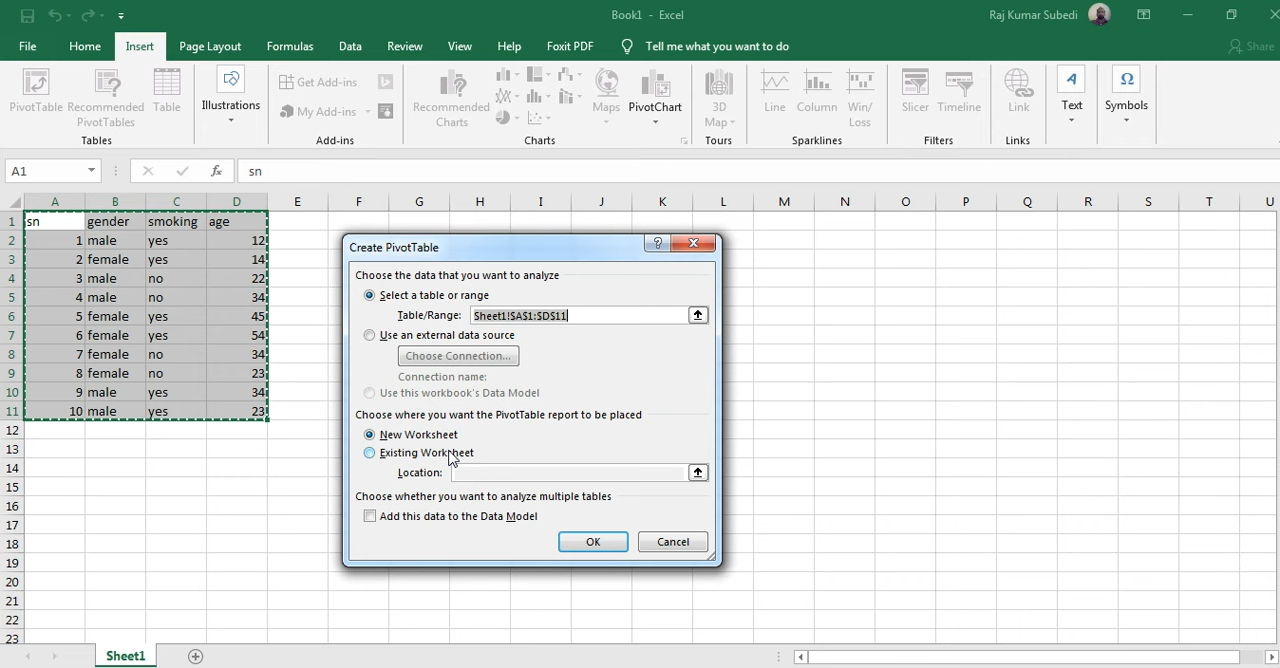 Book1 - Excel
Raj Kumar Subedi
File Home Insert Page Layout Formulas Data Review View Help Foxit PDF Tell me what you want to do Share
PivotTable
Recommended PivotTables
Table
Tables
Illustrations
Get Add-ins
My Add-ins
Add-ins
Recommended Charts
Maps
PivotChart
Charts
3D Map
Tours
Line
Column
Win/Loss
Sparklines
Slicer
Timeline
Filters
Link
Links
Text
Symbols
A1 fx sn
A B C D E F G H I J K L M N O P Q R S T U
1 sn gender smoking age
2 1 male yes 12
3 2 female yes 14
4 3 male no 22
5 4 male no 34
6 5 female yes 45
7 6 female yes 54
8 7 female no 34
9 8 female no 23
10 9 male yes 34
11 10 male yes 23
12
13
14
15
16
17
18
19
20
21
22
23
Create PivotTable ?
Choose the data that you want to analyze
Select a table or range
Table/Range: Sheet1!$A$1:$D$11
Use an external data source
Choose Connection...
Connection name:
Use this workbook's Data Model
Choose where you want the PivotTable report to be placed
New Worksheet
Existing Worksheet
Location:
Choose whether you want to analyze multiple tables
Add this data to the Data Model
OK Cancel
Sheet1